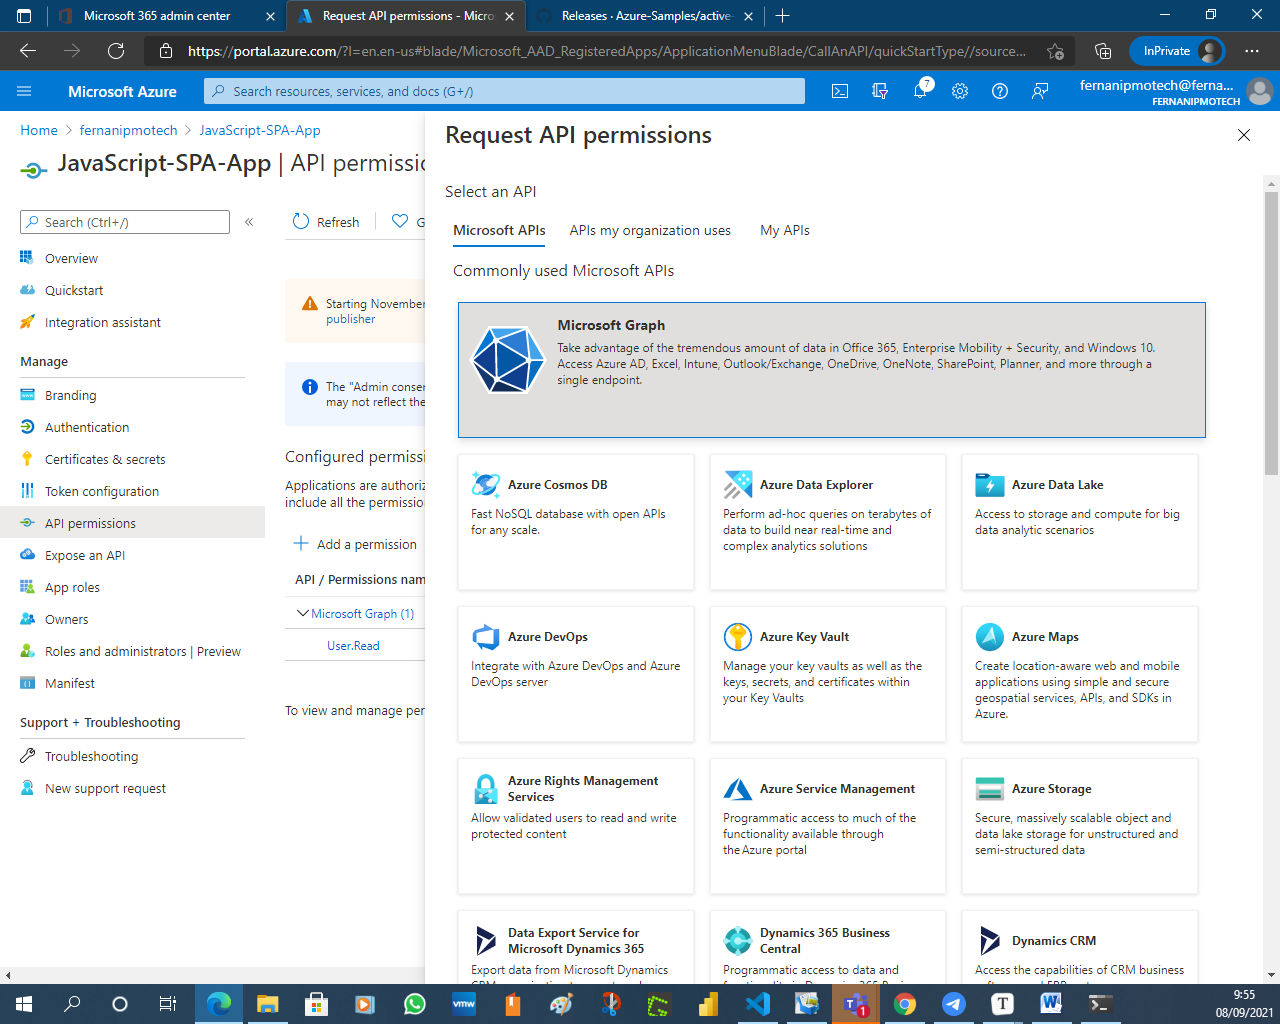 Microsoft 365 admin center
Request API permissions - Micro
Releases · Azure-Samples/active-
https://portal.azure.com/?l=en.en-us#blade/Microsoft_AAD_RegisteredApps/ApplicationMenuBlade/CallAnAPI/quickStartType//source...
InPrivate
Microsoft Azure
Search resources, services, and docs (G+/)
7
fernanipmotech@ferna...
FERNANIPMOTECH
Home > fernanipmotech > JavaScript-SPA-App
JavaScript-SPA-App | API permissio
Search (Ctrl+/)
Overview
Quickstart
Integration assistant
Manage
Branding
Authentication
Certificates & secrets
Token configuration
API permissions
Expose an API
App roles
Owners
Roles and administrators | Preview
Manifest
Support + Troubleshooting
Troubleshooting
New support request
Refresh
G
Starting November
publisher
The "Admin conser
may not reflect the
Configured permissi
Applications are authoriz
include all the permission
Add a permission
API / Permissions nam
Microsoft Graph (1)
User.Read
To view and manage per
Request API permissions
Select an API
Microsoft APIs
APIs my organization uses
My APIs
Commonly used Microsoft APIs
Microsoft Graph
Take advantage of the tremendous amount of data in Office 365, Enterprise Mobility + Security, and Windows 10.
Access Azure AD, Excel, Intune, Outlook/Exchange, OneDrive, OneNote, SharePoint, Planner, and more through a
single endpoint.
Azure Cosmos DB
Fast NoSQL database with open APIs
for any scale.
Azure Data Explorer
Perform ad-hoc queries on terabytes of
data to build near real-time and
complex analytics solutions
Azure Data Lake
Access to storage and compute for big
data analytic scenarios
Azure DevOps
Integrate with Azure DevOps and Azure
DevOps server
Azure Key Vault
Manage your key vaults as well as the
keys, secrets, and certificates within
your Key Vaults
Azure Maps
Create location-aware web and mobile
applications using simple and secure
geospatial services, APIs, and SDKs in
Azure.
Azure Rights Management
Services
Allow validated users to read and write
protected content
Azure Service Management
Programmatic access to much of the
functionality available through
the Azure portal
Azure Storage
Secure, massively scalable object and
data lake storage for unstructured and
semi-structured data
Data Export Service for
Microsoft Dynamics 365
Export data from Microsoft Dynamics
Dynamics 365 Business
Central
Programmatic access to data and
Dynamics CRM
Access the capabilities of CRM business
vmw
1
T
9:55
08/09/2021